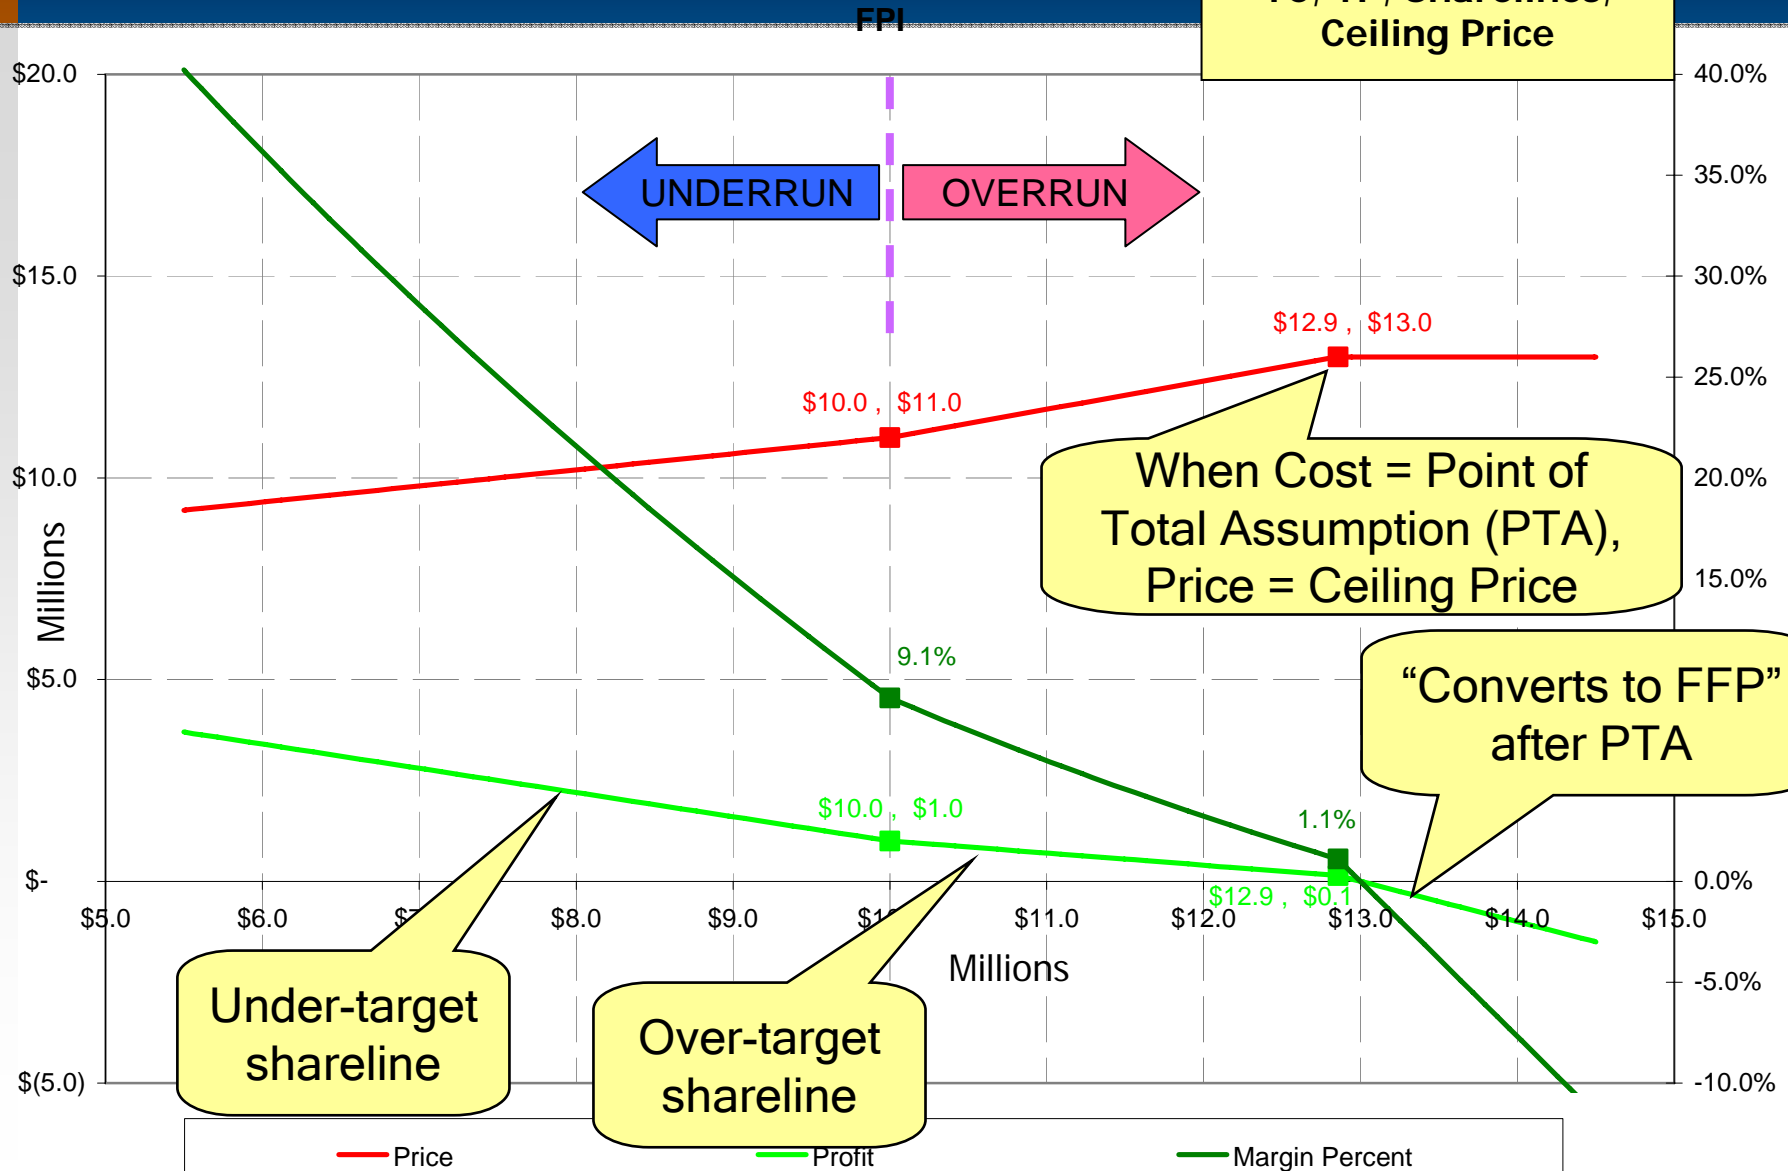 FPI
Ceiling Price
$20.0
$15.0
$10.0
$5.0
$-
$(5.0)
Millions
40.0%
35.0%
30.0%
25.0%
20.0%
15.0%
0.0%
-5.0%
-10.0%
UNDERRUN
OVERRUN
$12.9 , $13.0
$10.0 , $11.0
When Cost = Point of
Total Assumption (PTA),
Price = Ceiling Price
9.1%
“Converts to FFP”
after PTA
$10.0 , $1.0
1.1%
$12.9 , $0.1
$5.0
$6.0
$8.0
$9.0
$11.0
$12.0
$13.0
$14.0
$15.0
Millions
Under-target
shareline
Over-target
shareline
Price
Profit
Margin Percent